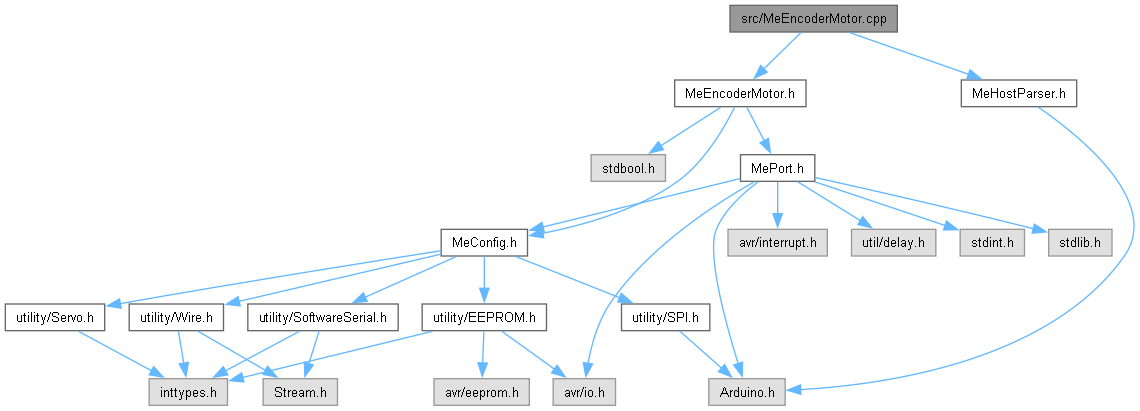 src/MeEncoderMotor.cpp
MeEncoderMotor.h
MeHostParser.h
stdbool.h
MePort.h
MeConfig.h
avr/interrupt.h
util/delay.h
stdint.h
stdlib.h
utility/Servo.h
utility/Wire.h
utility/SoftwareSerial.h
utility/EEPROM.h
utility/SPI.h
inttypes.h
Stream.h
avr/eeprom.h
avr/io.h
Arduino.h